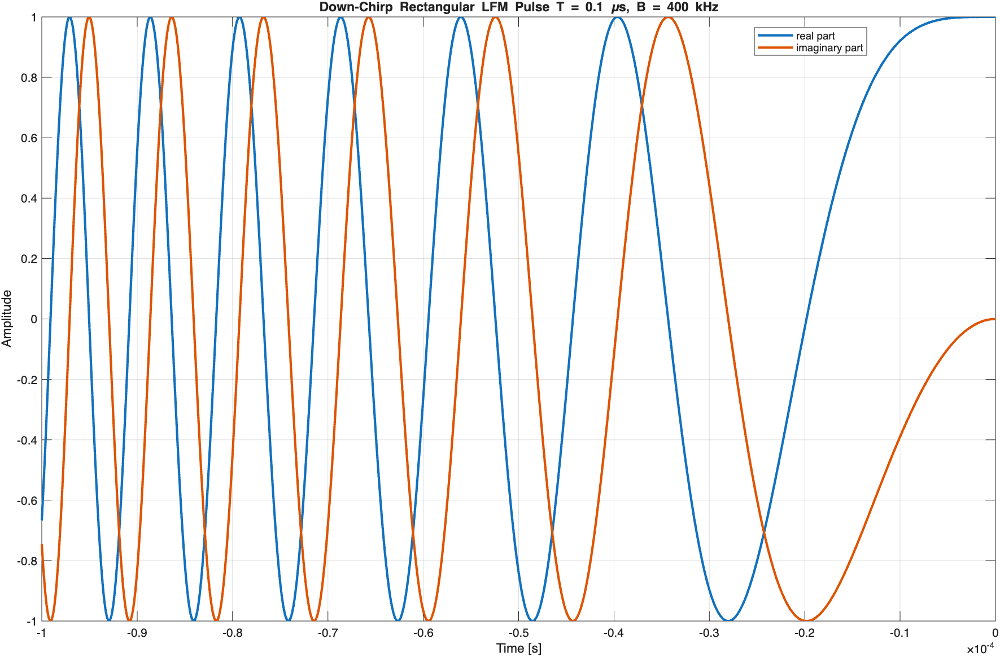 Down-Chirp Rectangular LFM Pulse T = 0.1 µs, B = 400 kHz
real part
imaginary part
Amplitude
1
0.8
0.6
0.4
0.2
0
-0.2
-0.4
-0.6
-0.8
-1
-1 -0.9 -0.8 -0.7 -0.6 -0.5 -0.4 -0.3 -0.2 -0.1 0
Time [s]
×10⁻⁴